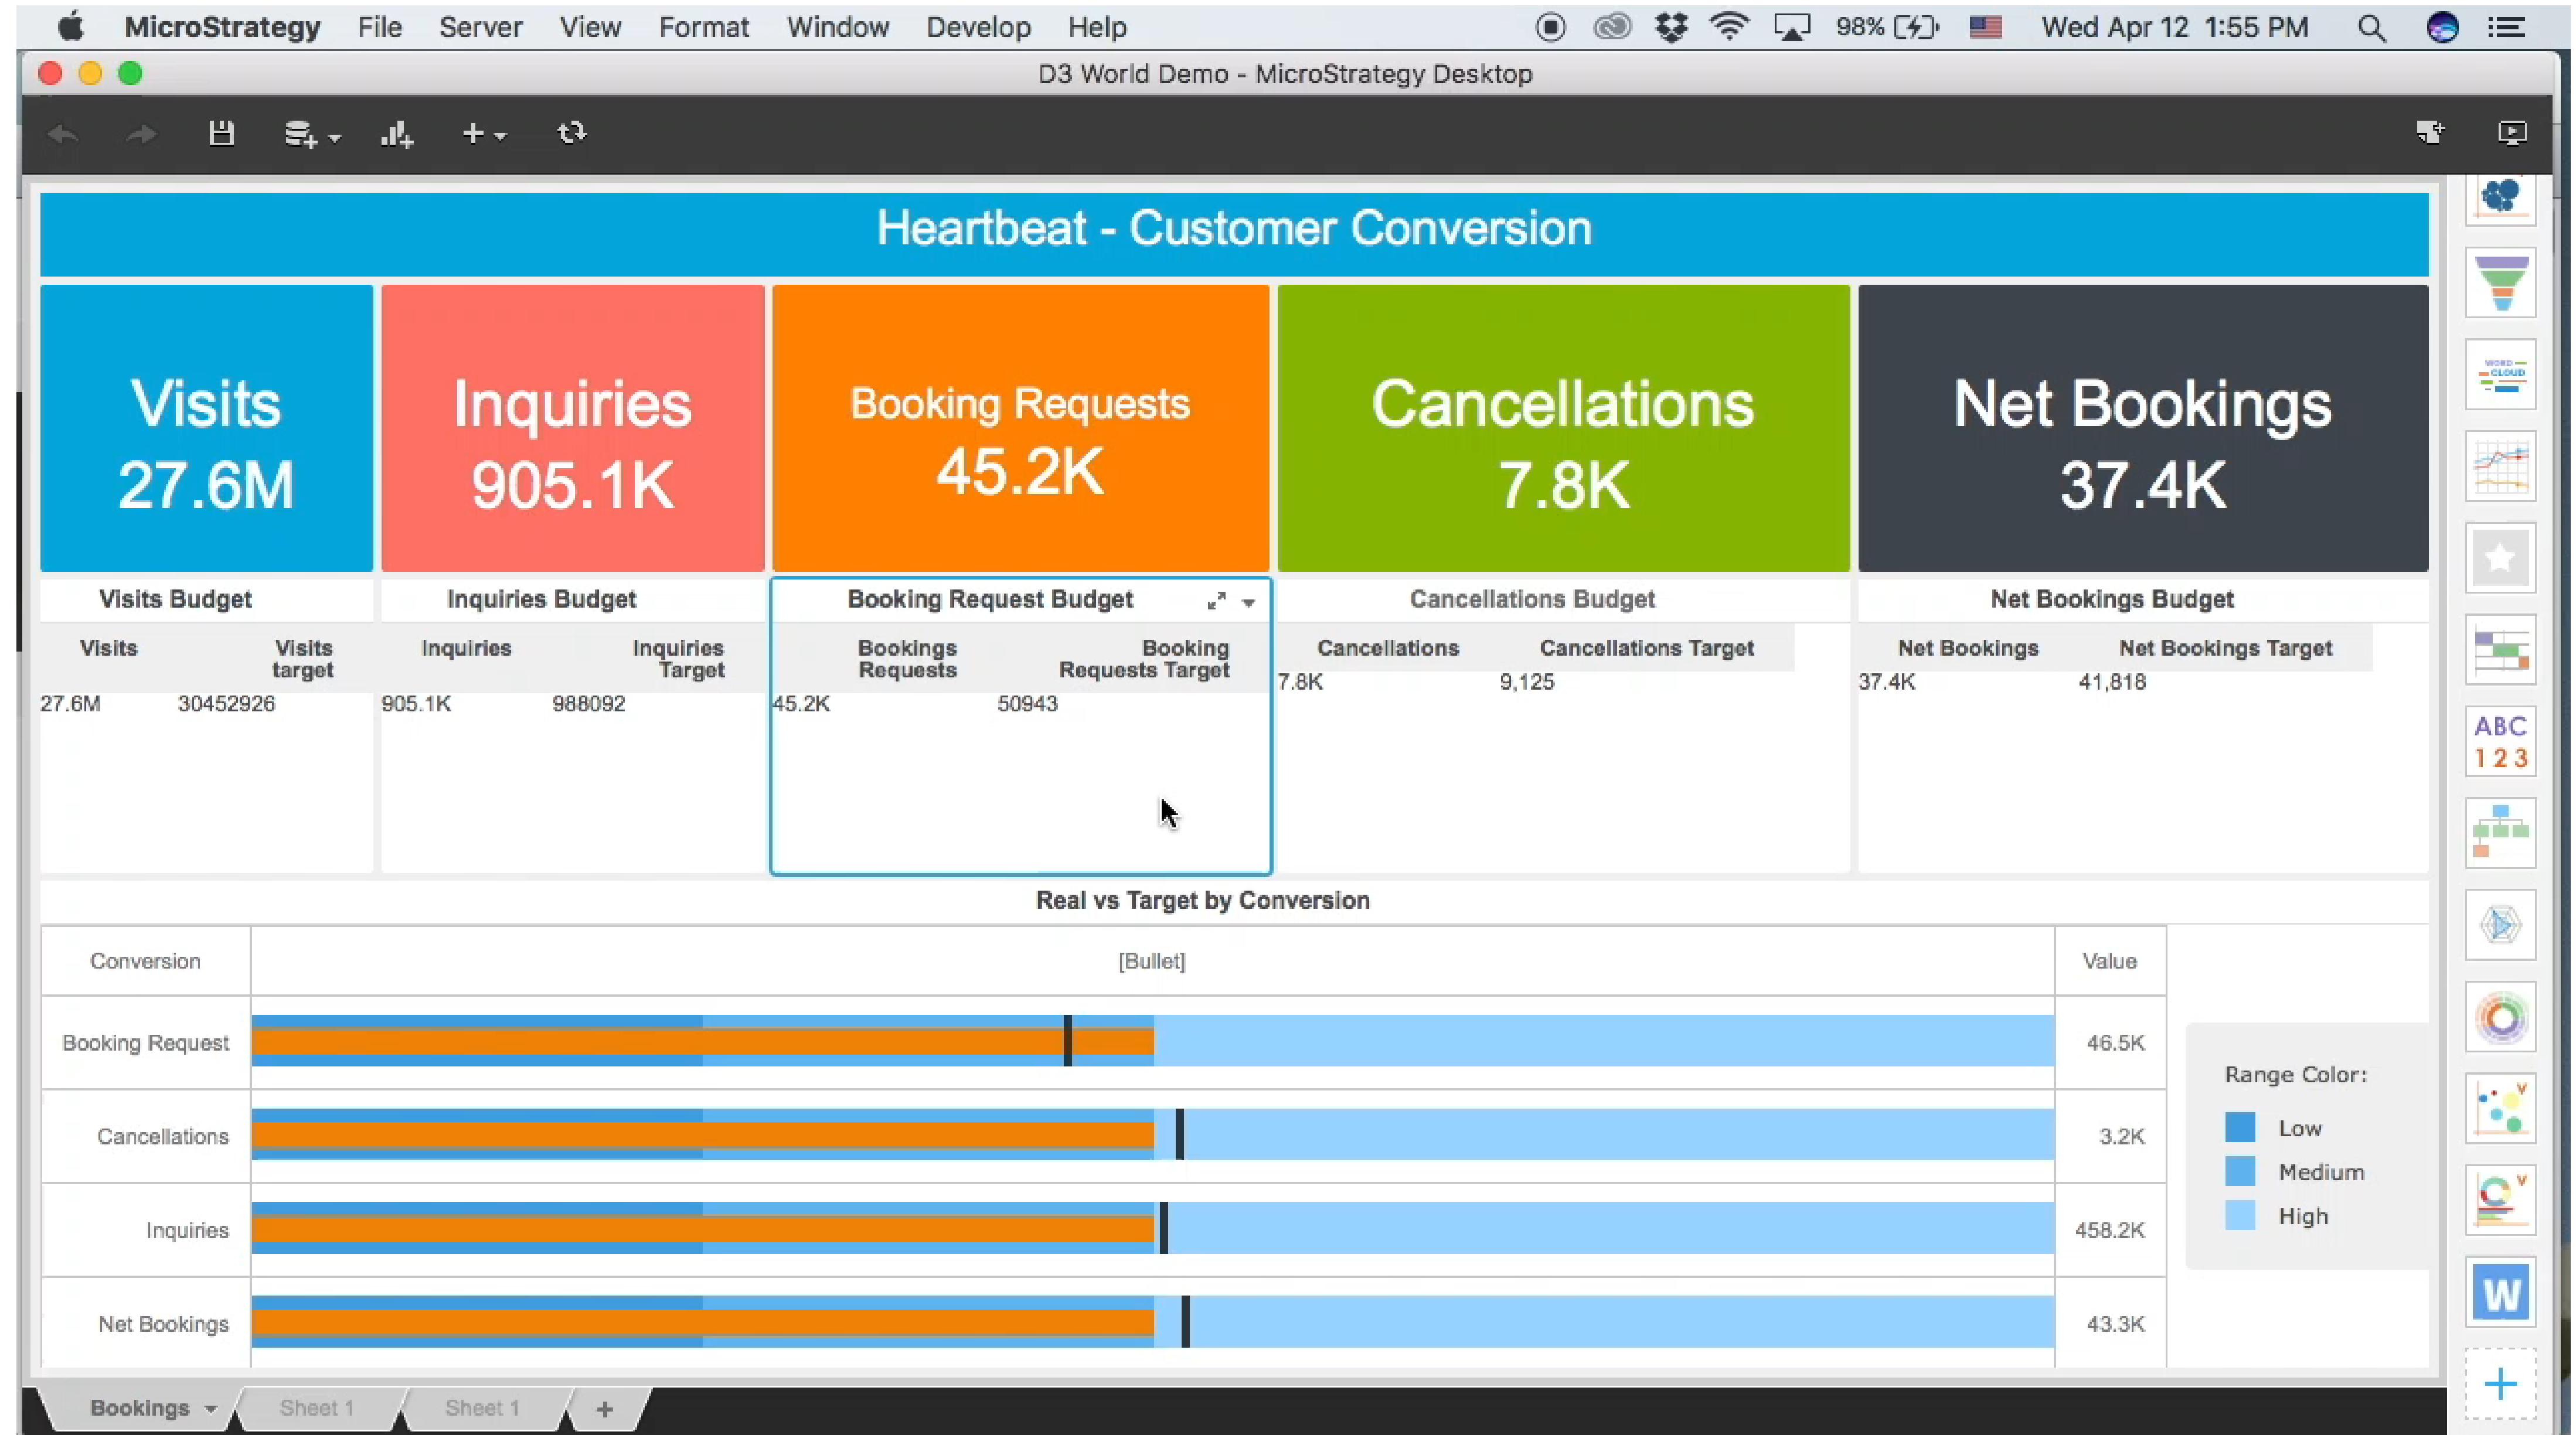 MicroStrategy File Server View Format Window Develop Help 98% Wed Apr 12 1:55 PM
D3 World Demo - MicroStrategy Desktop
Heartbeat - Customer Conversion
Visits
27.6M
Inquiries
905.1K
Booking Requests
45.2K
Cancellations
7.8K
Net Bookings
37.4K
Visits Budget
Visits Visits target
27.6M 30452926
Inquiries Budget
Inquiries Inquiries Target
905.1K 988092
Booking Request Budget
Bookings Requests Booking Requests Target
45.2K 50943
Cancellations Budget
Cancellations Cancellations Target
7.8K 9,125
Net Bookings Budget
Net Bookings Net Bookings Target
37.4K 41,818
Real vs Target by Conversion
Conversion [Bullet] Value
Booking Request 46.5K
Cancellations 3.2K
Inquiries 458.2K
Net Bookings 43.3K
Range Color:
Low
Medium
High
WORD
CLOUD
ABC
1 2 3
V
V
W
Bookings Sheet 1 Sheet 1 +